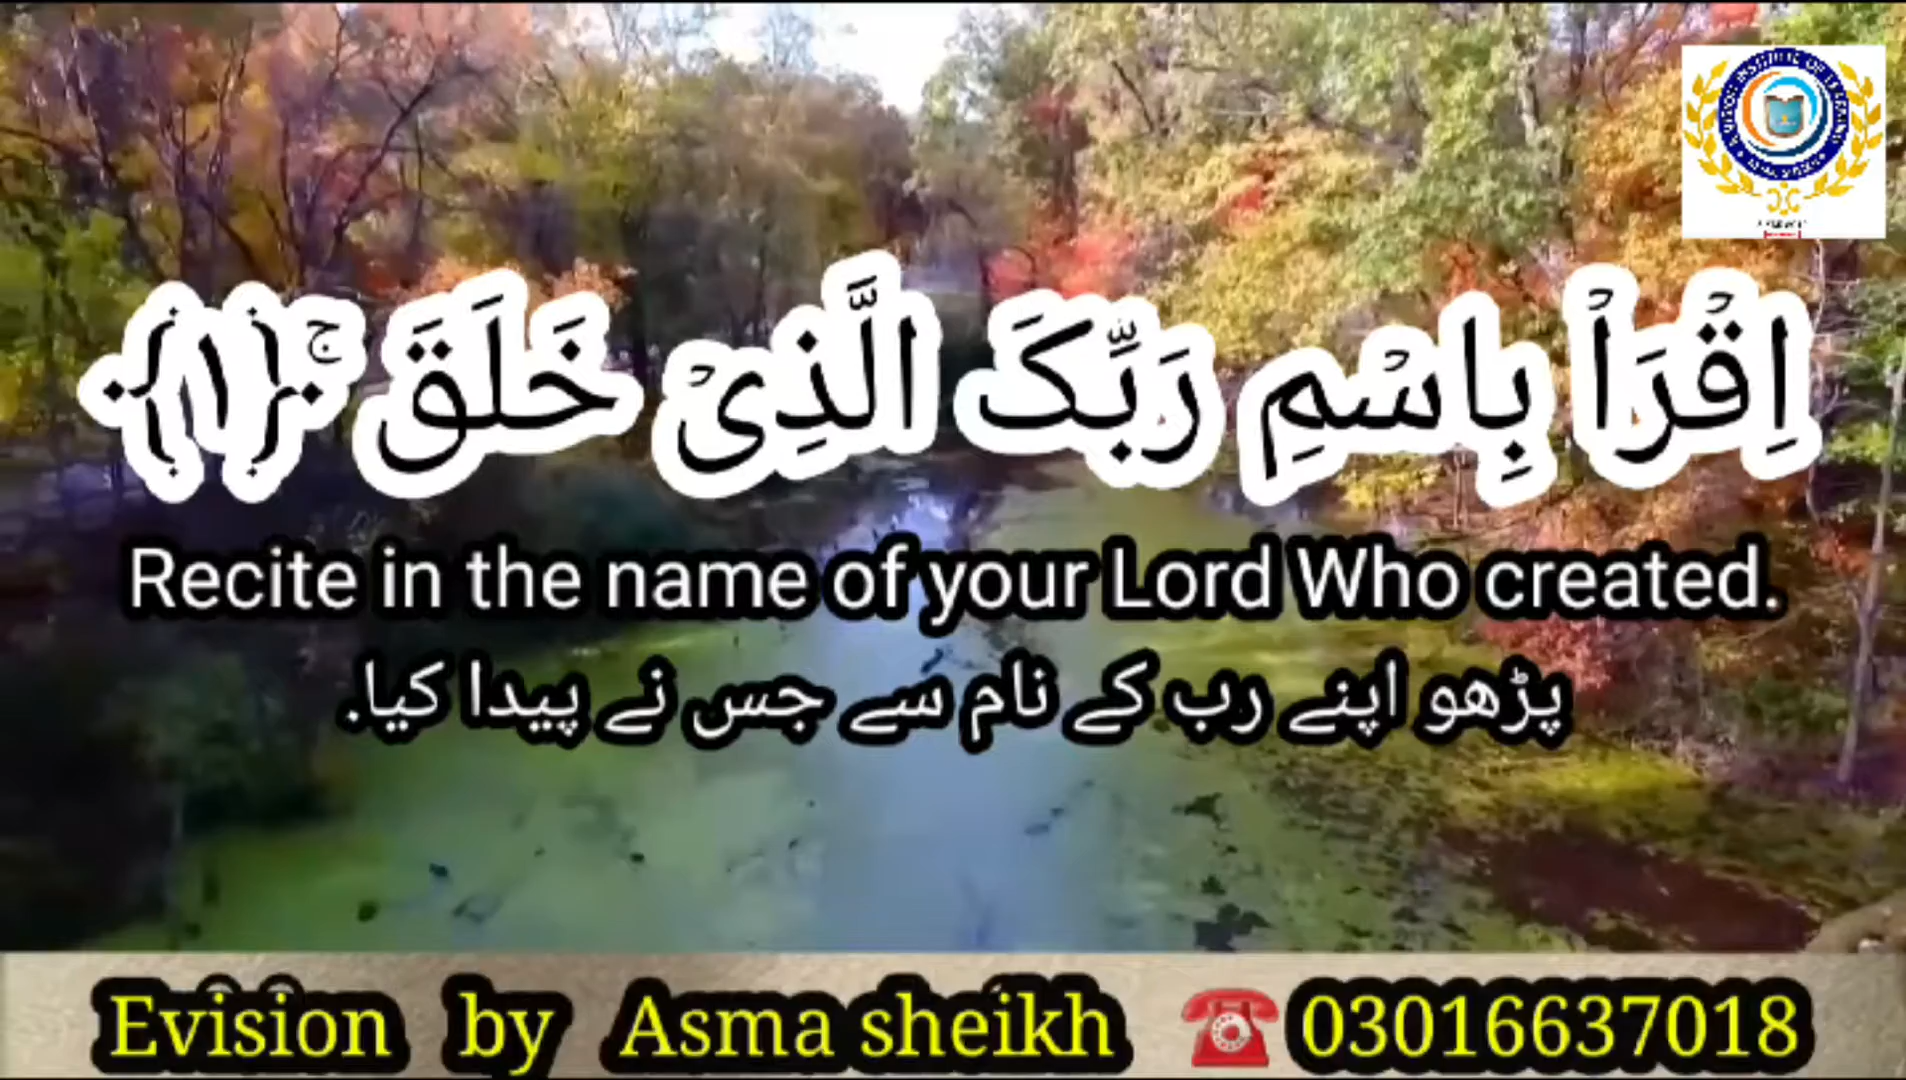 اِقۡرَاۡ بِاسۡمِ رَبِّکَ الَّذِیۡ خَلَقَ ۚ﴿۱﴾
Recite in the name of your Lord Who created.
پڑھو اپنے رب کے نام سے جس نے پیدا کیا.
Evision by Asma sheikh ☎03016637018